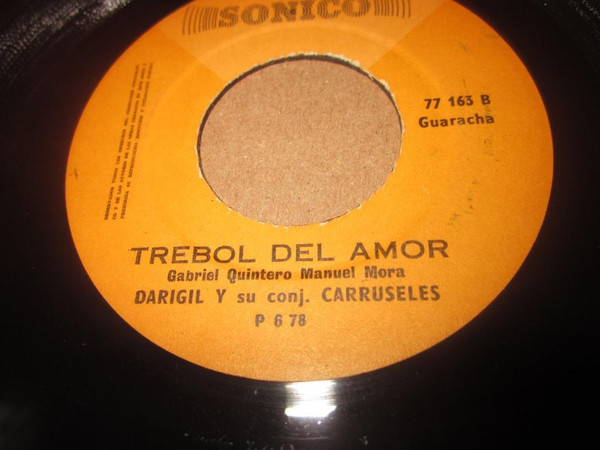 SONICO
77 163 B
Guaracha
TREBOL DEL AMOR
Gabriel Quintero Manuel Mora
DARIGIL Y su conj. CARRUSELES
P 6 78